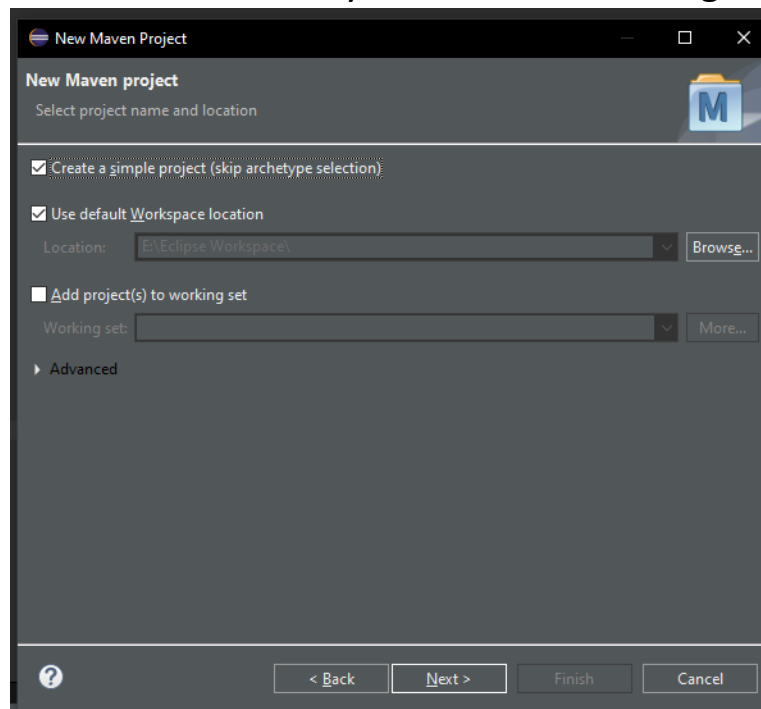 New Maven Project
New Maven project
Select project name and location
M
Create a simple project (skip archetype selection)
Use default Workspace location
Location: E:\Eclipse Workspace\ Browse...
Add project(s) to working set
Working set: More...
Advanced
? < Back Next > Finish Cancel